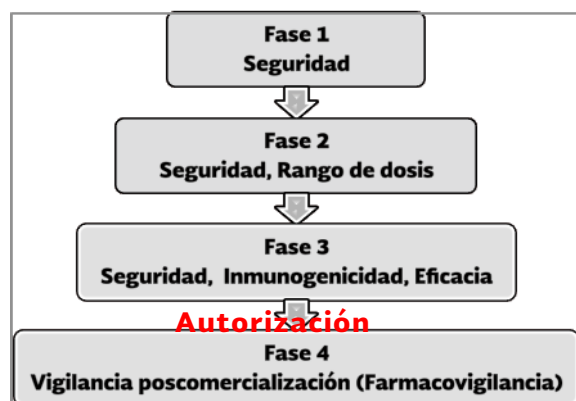 Fase 1
Seguridad
Fase 2
Seguridad, Rango de dosis
Fase 3
Seguridad, Inmunogenicidad, Eficacia
Autorización
Fase 4
Vigilancia poscomercialización (Farmacovigilancia)